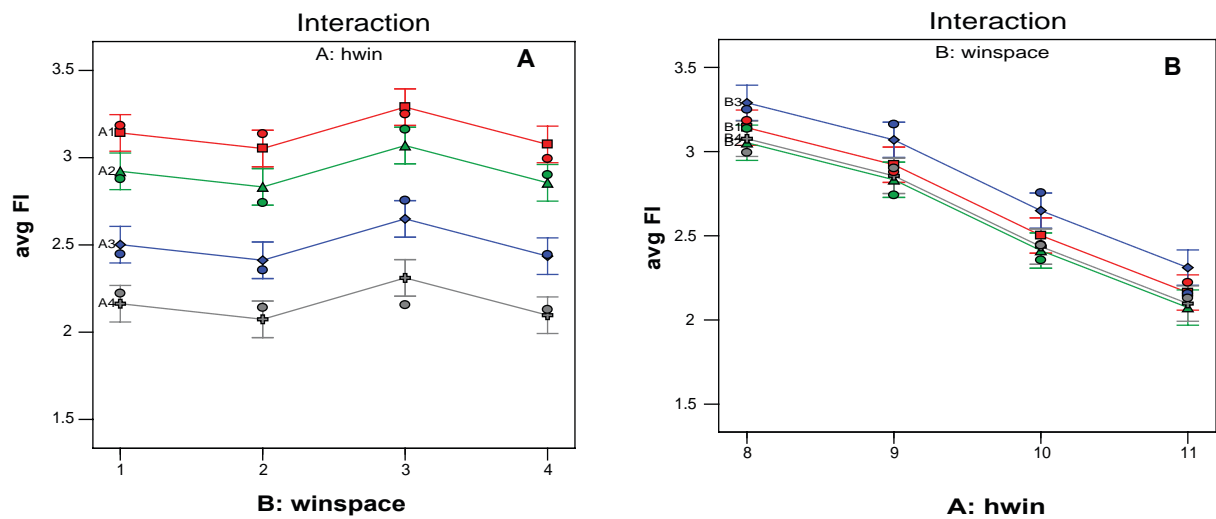 Interaction
A: hwin
A
3.5
3
2.5
2
1.5
avg FI
A1
A2
A3
A4
1 2 3 4
B: winspace
Interaction
B: winspace
B
3.5
3
2.5
2
1.5
avg FI
B3
B1
B4
B2
8 9 10 11
A: hwin